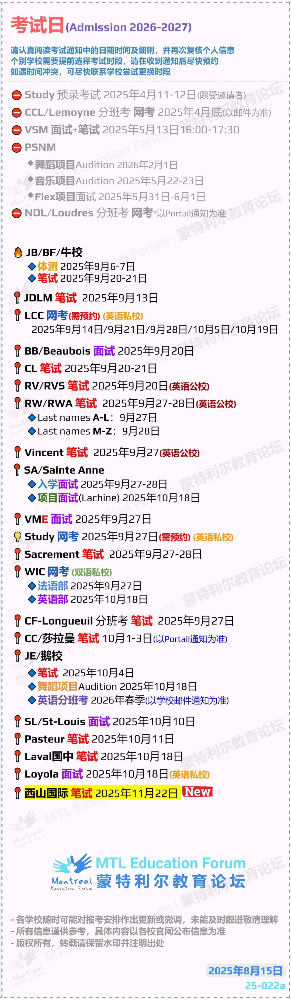 考试日(Admission 2026-2027)
请认真阅读考试通知中的日期时间及细则，并再次复核个人信息
个别学校需要提前选择考试时段，请在收到通知后尽快预约
如遇时间冲突，可尽快联系学校尝试更换时段
Study 预录考试 2025年4月11-12日(限受邀请者)
CCL/Lemoyne 分班考 网考 2025年4月底(以邮件为准)
VSM 面试+笔试 2025年5月13日16:00-17:30
PSNM
舞蹈项目Audition 2026年2月1日
音乐项目Audition 2025年5月22-23日
Flex项目面试 2025年5月31日-6月1日
NDL/Loudres 分班考 网考*以Portail通知为准
JB/BF/牛校
体测 2025年9月6-7日
笔试 2025年9月20-21日
JDLM 笔试 2025年9月13日
LCC 网考(需预约) (英语私校)
2025年9月14日/9月21日/9月28日/10月5日/10月19日
BB/Beaubois 面试 2025年9月20日
CL 笔试 2025年9月20-21日
RV/RVS 笔试 2025年9月20日(英语公校)
RW/RWA 笔试 2025年9月27-28日(英语公校)
Last names A-L：9月27日
Last names M-Z：9月28日
Vincent 笔试 2025年9月27(英语公校)
SA/Sainte Anne
入学面试 2025年9月27-28日
项目面试(Lachine) 2025年10月18日
VME 面试 2025年9月27日
Study 网考 2025年9月27日(需预约) (英语私校)
Sacrement 笔试 2025年9月27-28日
WIC 网考 (双语私校)
法语部 2025年9月27日
英语部 2025年10月18日
CF-Longueuil 分班考 笔试 2025年9月27日
CC/莎拉曼 笔试 10月1-3日(以Portail通知为准)
JE/鹅校
笔试 2025年10月4日
舞蹈项目Audition 2025年10月18日
英语分班考 2026年春季(以学校邮件通知为准)
SL/St-Louis 面试 2025年10月10日
Pasteur 笔试 2025年10月11日
Laval国中 笔试 2025年10月18日
Loyola 面试 2025年10月18日(英语私校)
西山国际 笔试 2025年11月22日 New
MTL Education Forum
Montreal
Education Forum
蒙特利尔教育论坛
- 各学校随时可能对报考安排作出更新或微调，未能及时跟进敬请理解
- 所有信息谨供参考，具体内容以各校官网公布信息为准
- 版权所有，转载请保留水印并注明出处
2025年8月15日
25-022a